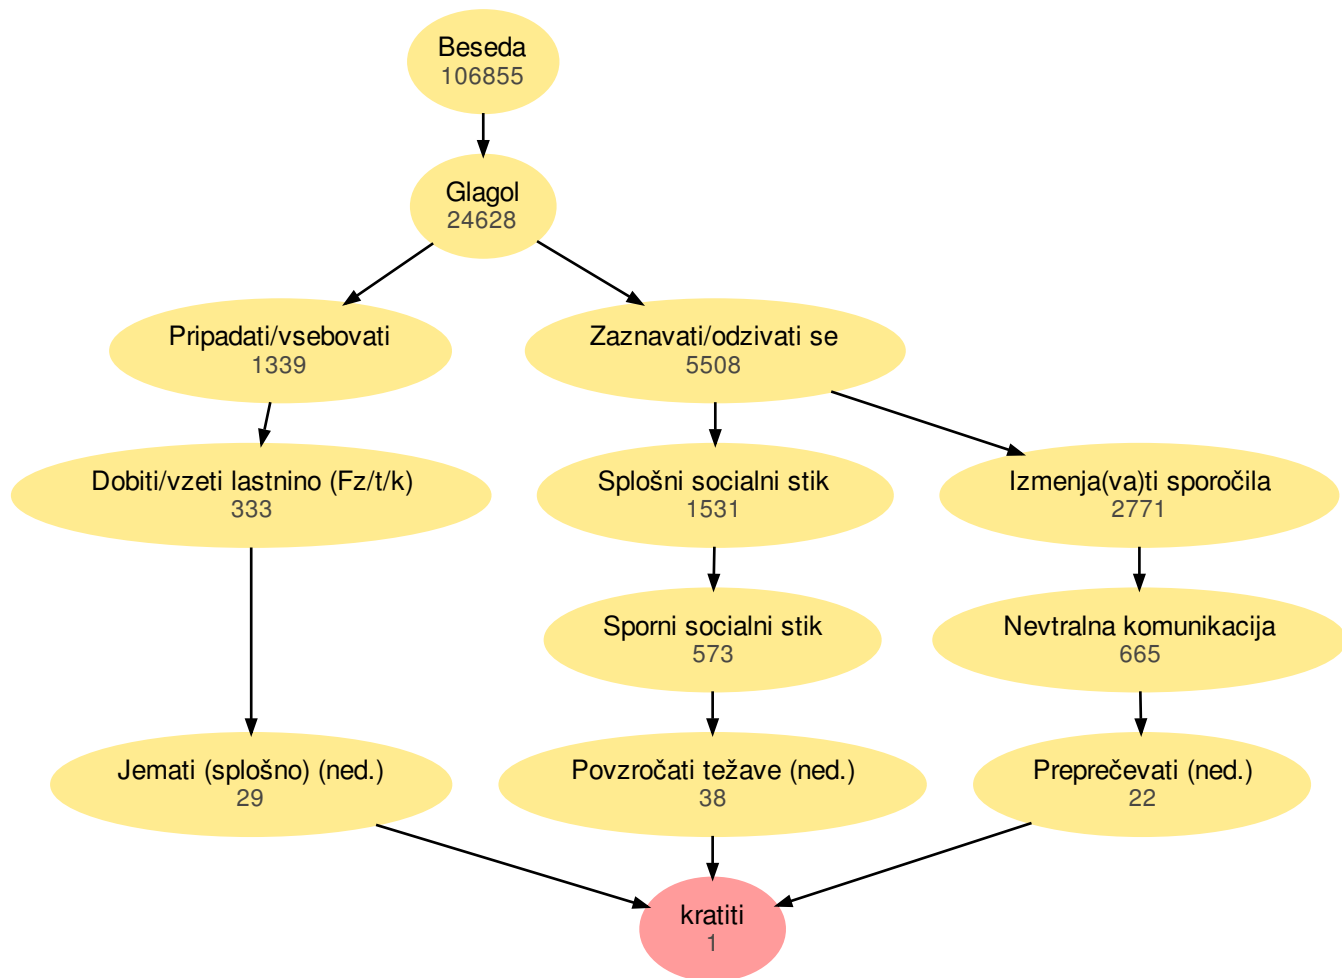 Beseda
106855
Glagol
24628
Pripadati/vsebovati
1339
Zaznavati/odzivati se
5508
Dobiti/vzeti lastnino (Fz/t/k)
333
Splošni socialni stik
1531
Izmenja(va)ti sporočila
2771
Sporni socialni stik
573
Nevtralna komunikacija
665
Jemati (splošno) (ned.)
29
Povzročati težave (ned.)
38
Preprečevati (ned.)
22
kratiti
1